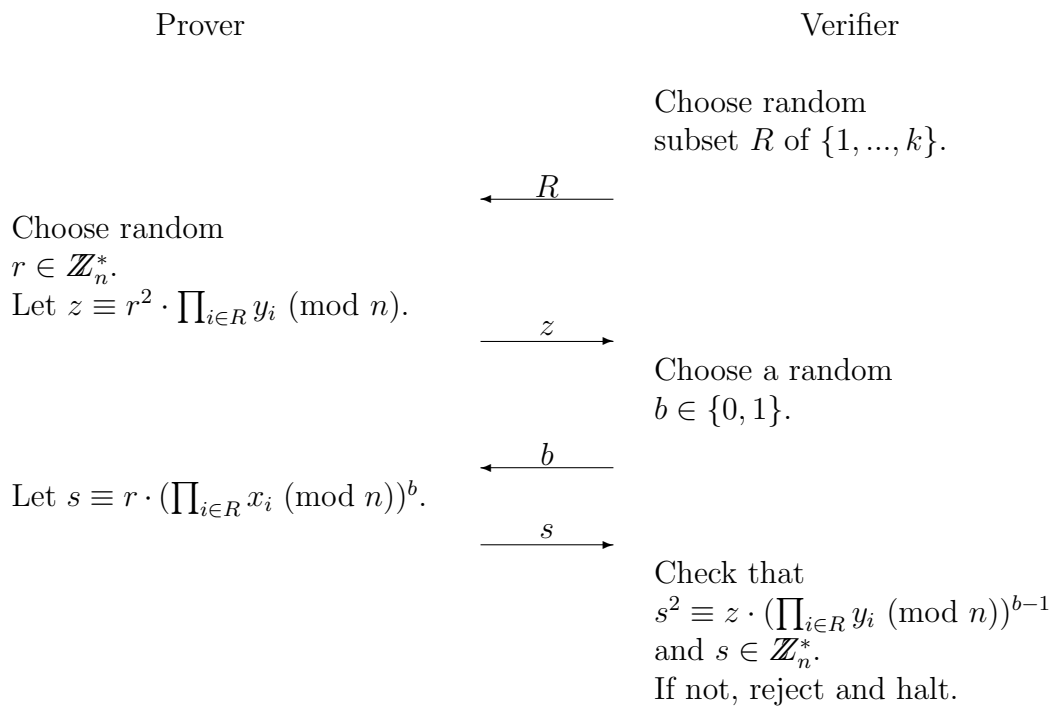 Prover Verifier
Choose random
subset R of {1, ..., k}.
R
Choose random
r ∈ ℤ*ₙ.
Let z ≡ r² · ∏_{i∈R} yᵢ (mod n).
z
Choose a random
b ∈ {0, 1}.
b
Let s ≡ r · (∏_{i∈R} xᵢ (mod n))ᵇ.
s
Check that
s² ≡ z · (∏_{i∈R} yᵢ (mod n))ᵇ⁻¹
and s ∈ ℤ*ₙ.
If not, reject and halt.